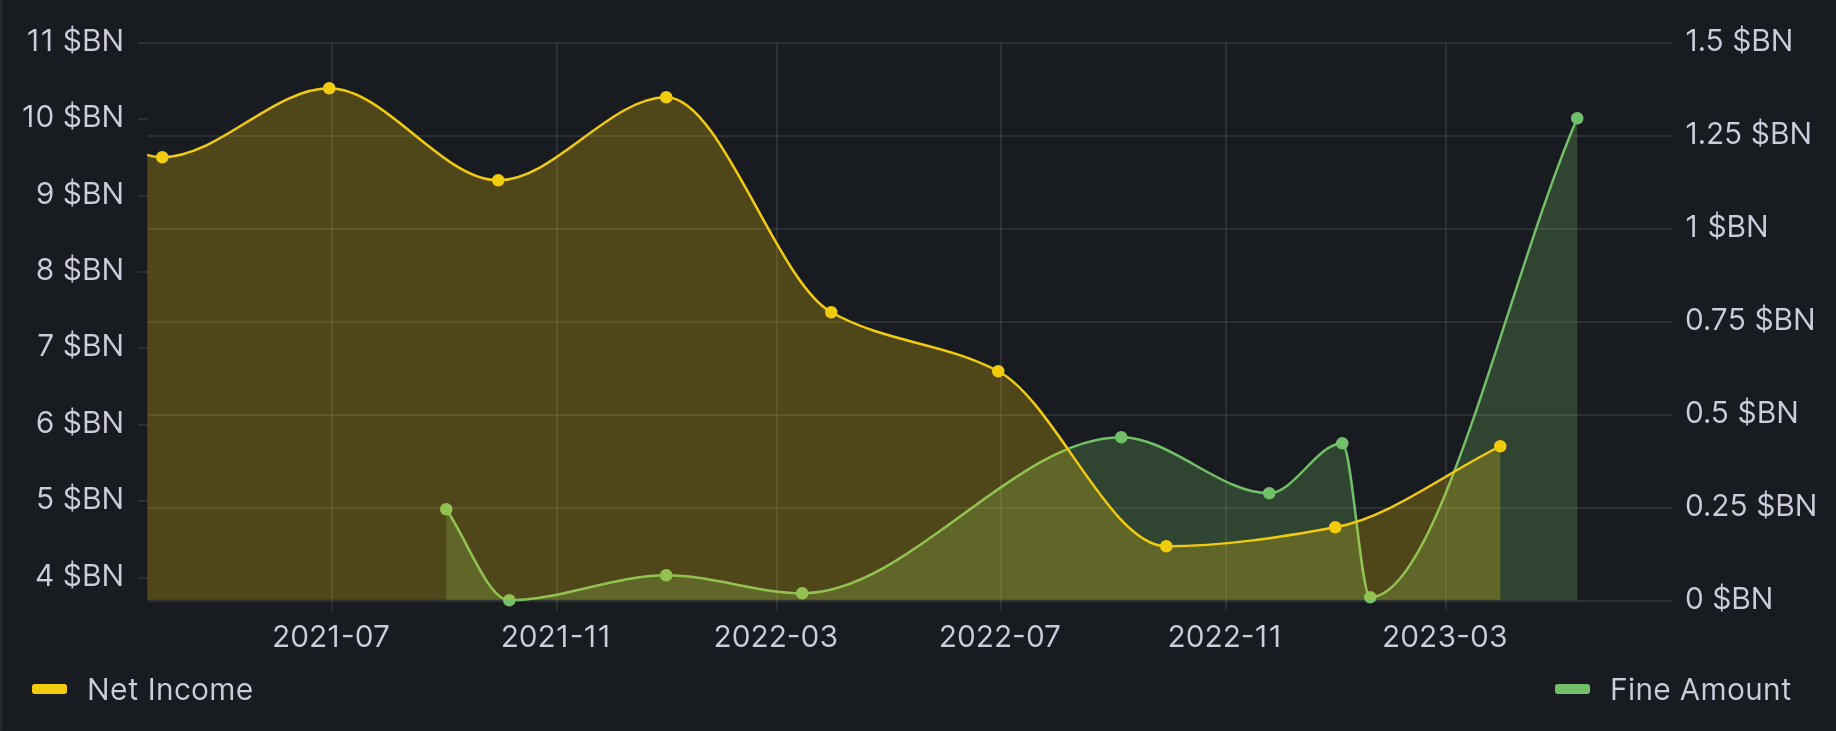 11 $BN
10 $BN
9 $BN
8 $BN
7 $BN
6 $BN
5 $BN
4 $BN
1.5 $BN
1.25 $BN
1 $BN
0.75 $BN
0.5 $BN
0.25 $BN
0 $BN
2021-07 2021-11 2022-03 2022-07 2022-11 2023-03
Net Income
Fine Amount